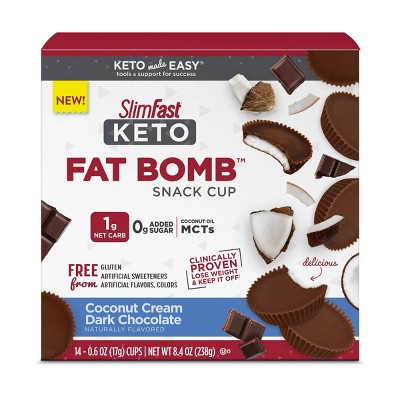 KETO made EASY®
tools & support for success
NEW!
SlimFast
KETO
FAT BOMB™
SNACK CUP
1g
NET CARB
0g ADDED
SUGAR
COCONUT OIL
MCTs
FREE
from
GLUTEN
ARTIFICIAL SWEETENERS
ARTIFICIAL FLAVORS, COLORS
CLINICALLY
PROVEN
LOSE WEIGHT
& KEEP IT OFF
delicious
Coconut Cream
Dark Chocolate
NATURALLY FLAVORED
14 - 0.6 OZ (17g) CUPS | NET WT 8.4 OZ (238g)